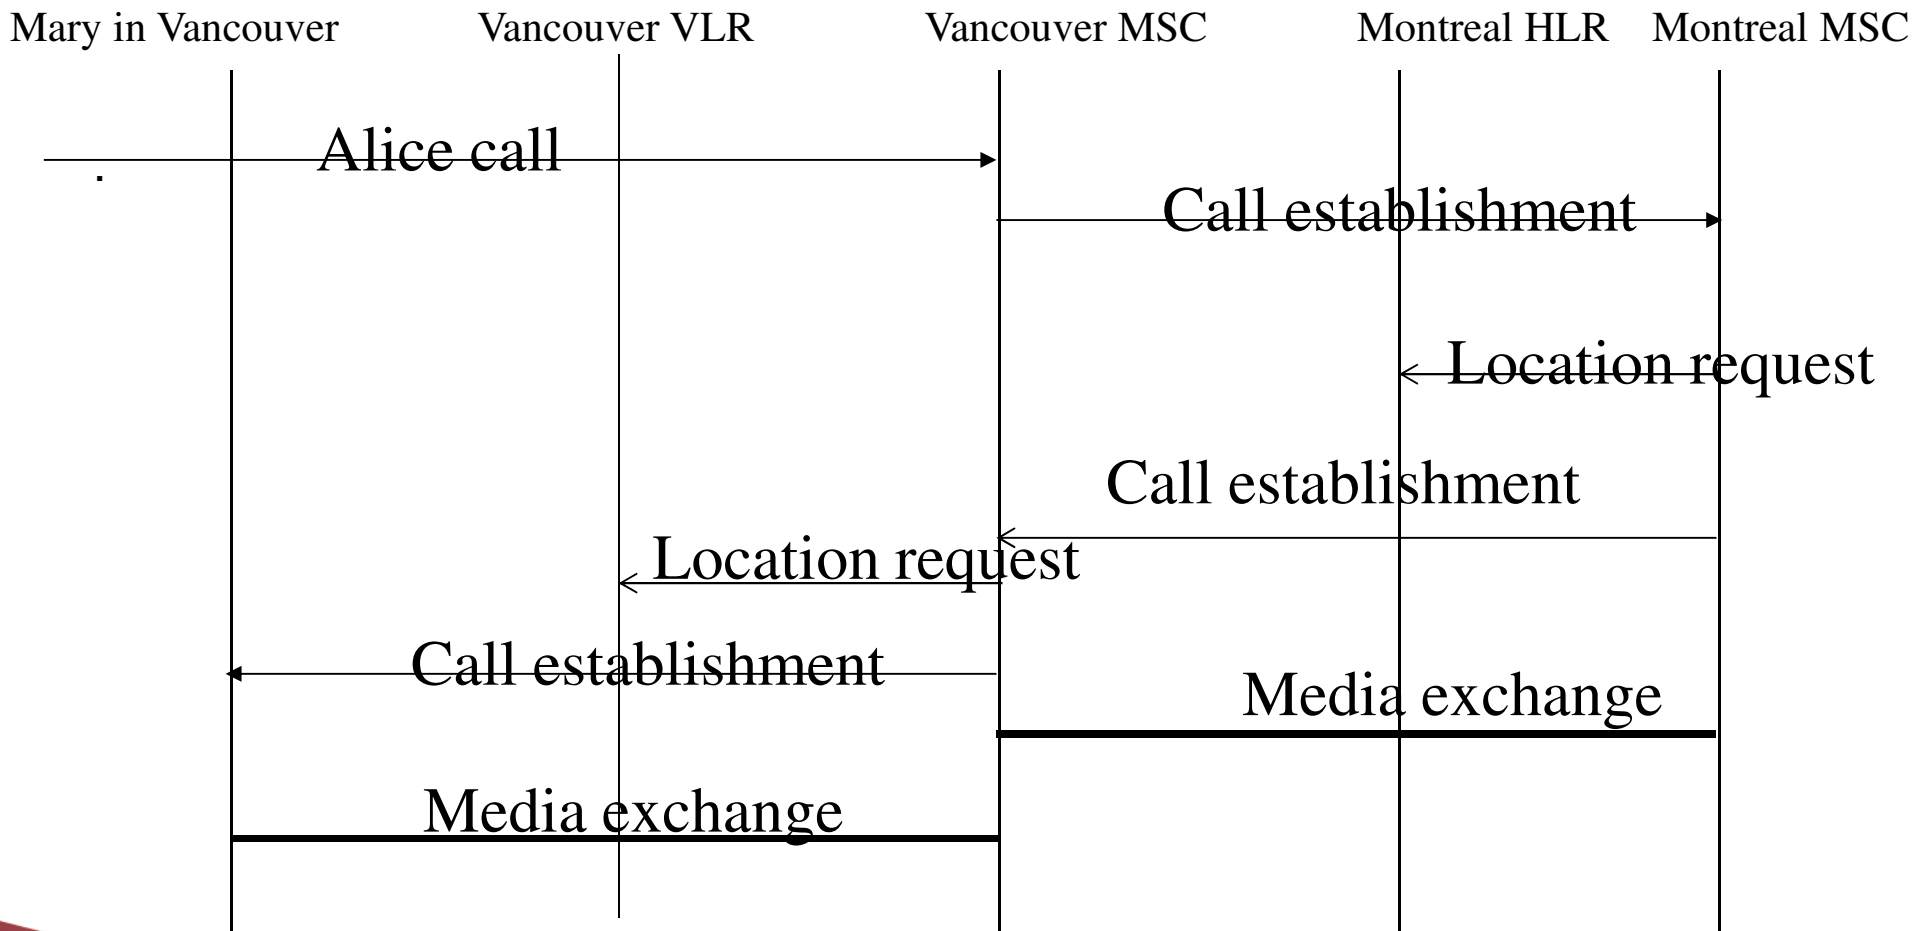 Mary in Vancouver
Vancouver VLR
Vancouver MSC
Montreal HLR
Montreal MSC
Alice call
.
Call establishment
Location request
Call establishment
Location request
Call establishment
Media exchange
Media exchange